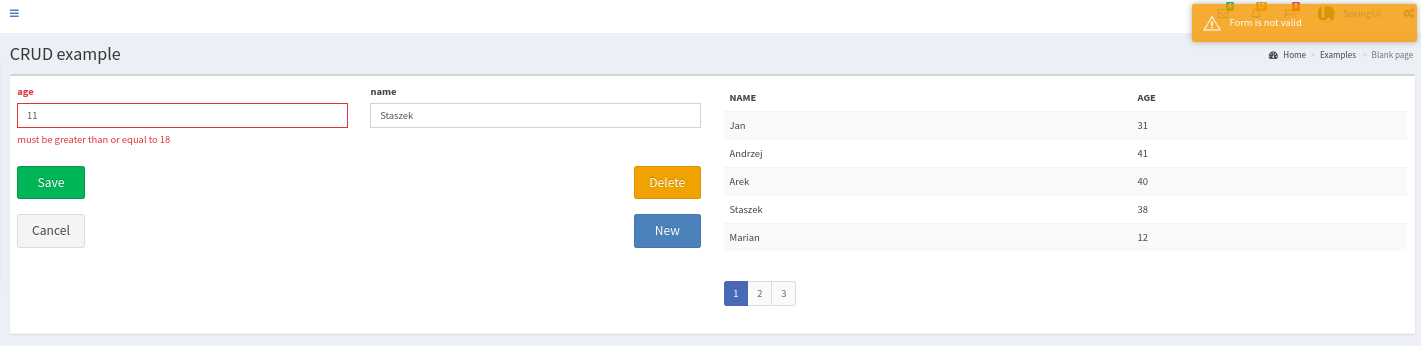 Form is not valid
SpringUi
CRUD example
Home
Examples
Blank page
age
name
11
Staszek
must be greater than or equal to 18
Save
Delete
Cancel
New
NAME AGE
Jan 31
Andrzej 41
Arek 40
Staszek 38
Marian 12
1 2 3